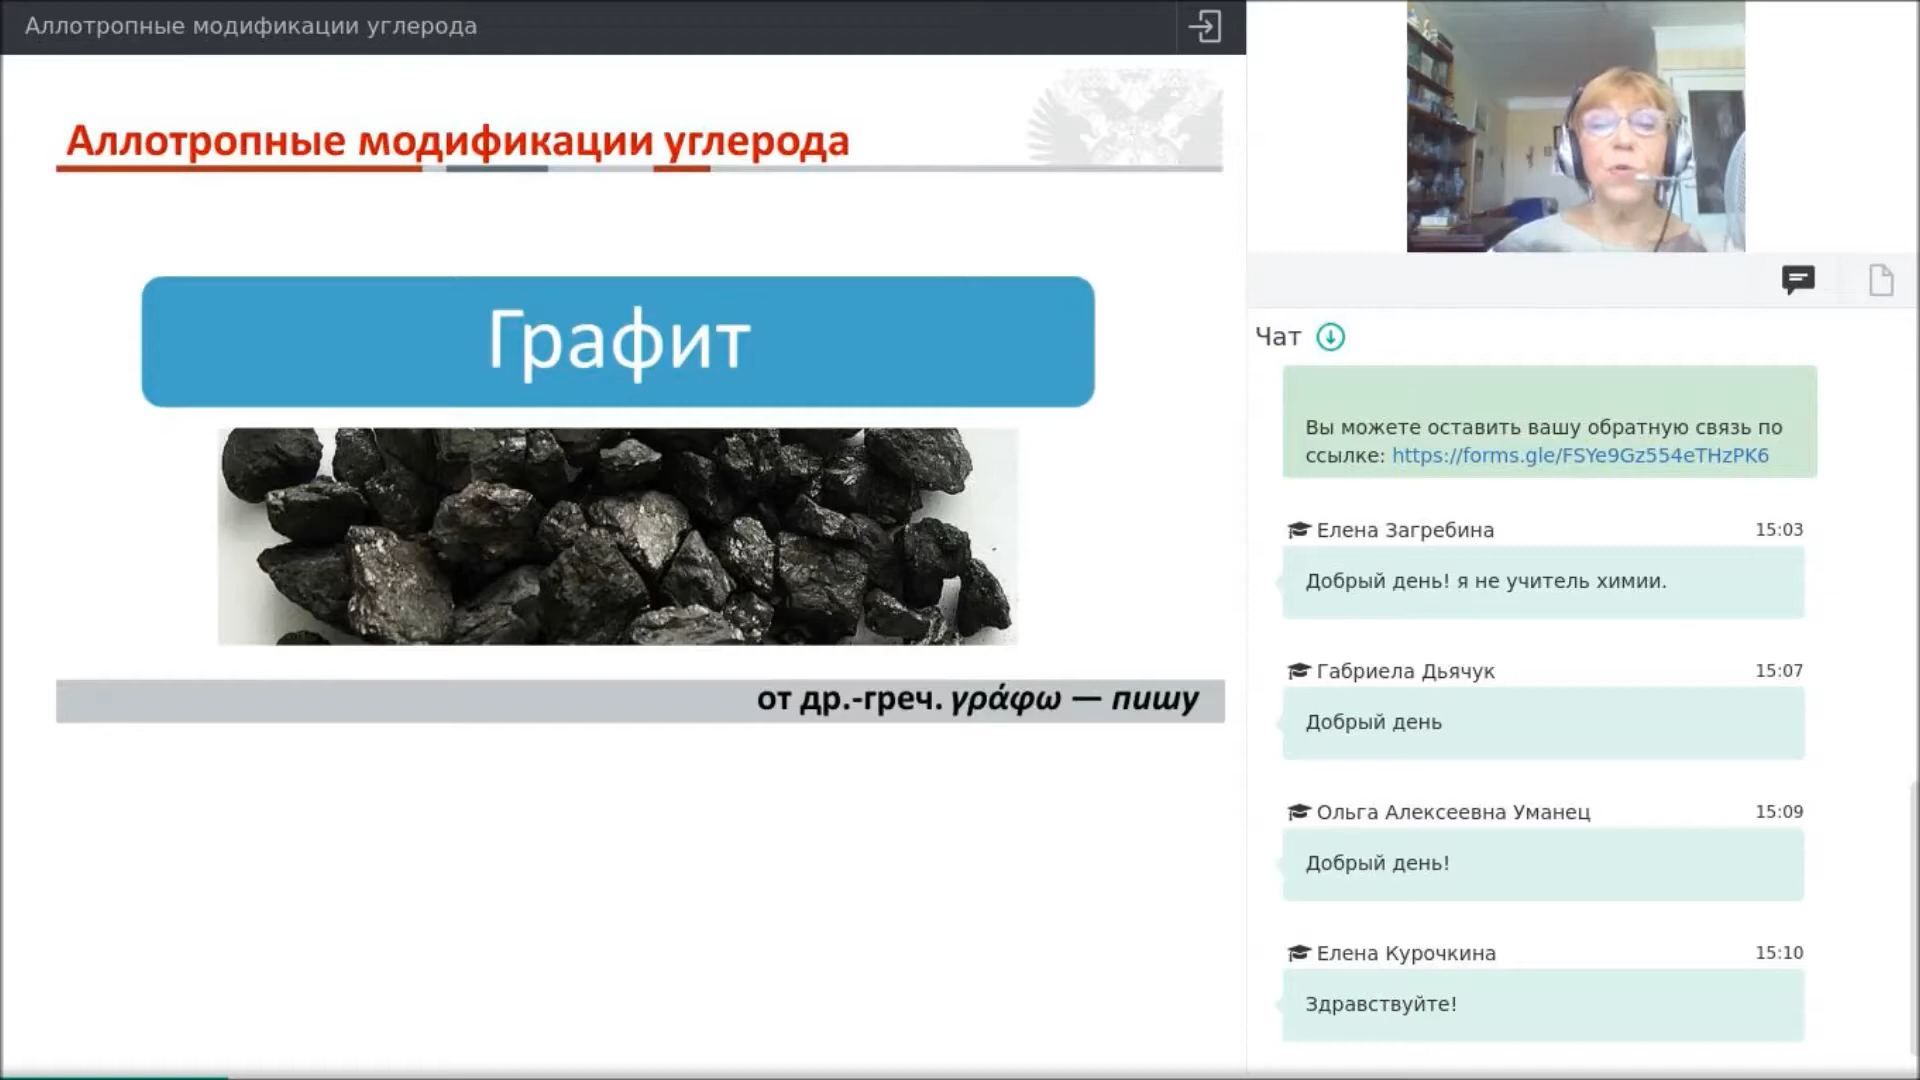 Аллотропные модификации углерода
Аллотропные модификации углерода
Графит
от др.-греч. γράφω — пишу
Чат
Вы можете оставить вашу обратную связь по
ссылке: https://forms.gle/FSYe9Gz554eTHzPK6
Елена Загребина 15:03
Добрый день! я не учитель химии.
Габриела Дьячук 15:07
Добрый день
Ольга Алексеевна Уманец 15:09
Добрый день!
Елена Курочкина 15:10
Здравствуйте!